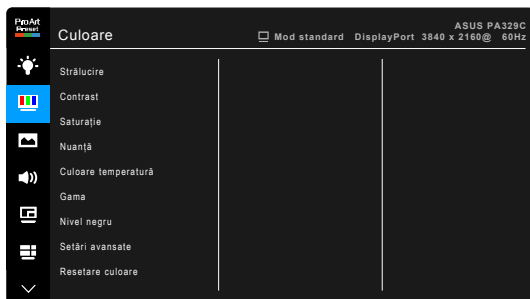 ProArt
Preset
Culoare
ASUS PA329C
Mod standard DisplayPort 3840 x 2160@ 60Hz
Strălucire
Contrast
Saturație
Nuanță
Culoare temperatură
Gama
Nivel negru
Setări avansate
Resetare culoare